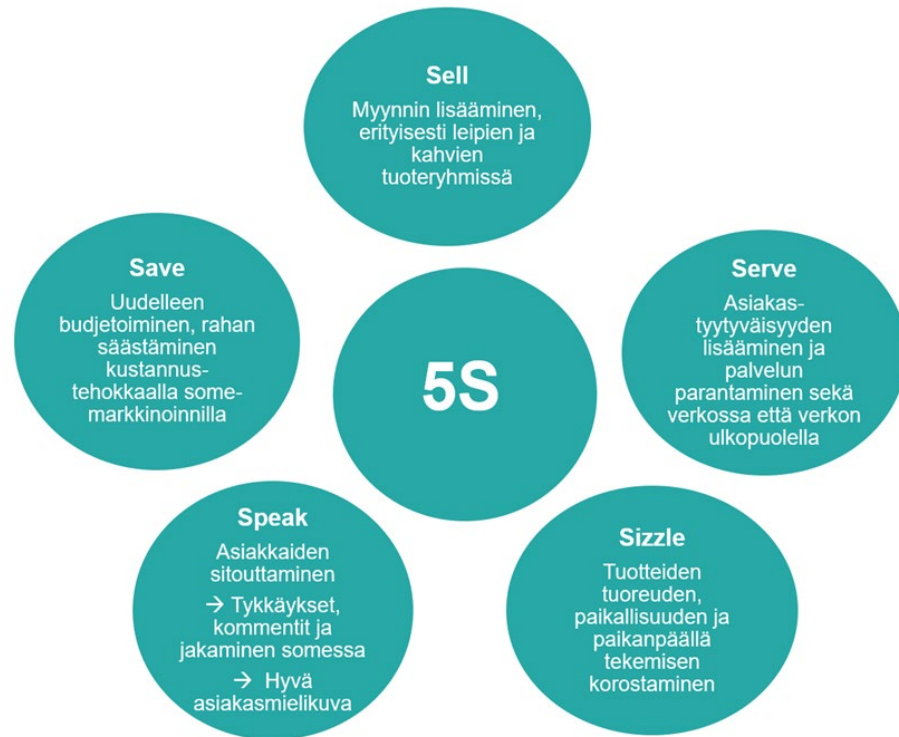 Sell
Myynnin lisääminen,
erityisesti leipien ja
kahvien
tuoteryhmissä
Save
Uudelleen
budjetoiminen, rahan
säästäminen
kustannus-
tehokkaalla some-
markkinoinnilla
5S
Serve
Asiakas-
tyytyväisyyden
lisääminen ja
palvelun
parantaminen sekä
verkossa että verkon
ulkopuolella
Speak
Asiakkaiden
sitouttaminen
→ Tykkäykset,
kommentit ja
jakaminen somessa
→ Hyvä
asiakasmielikuva
Sizzle
Tuotteiden
tuoreuden,
paikallisuuden ja
paikanpäällä
tekemisen
korostaminen